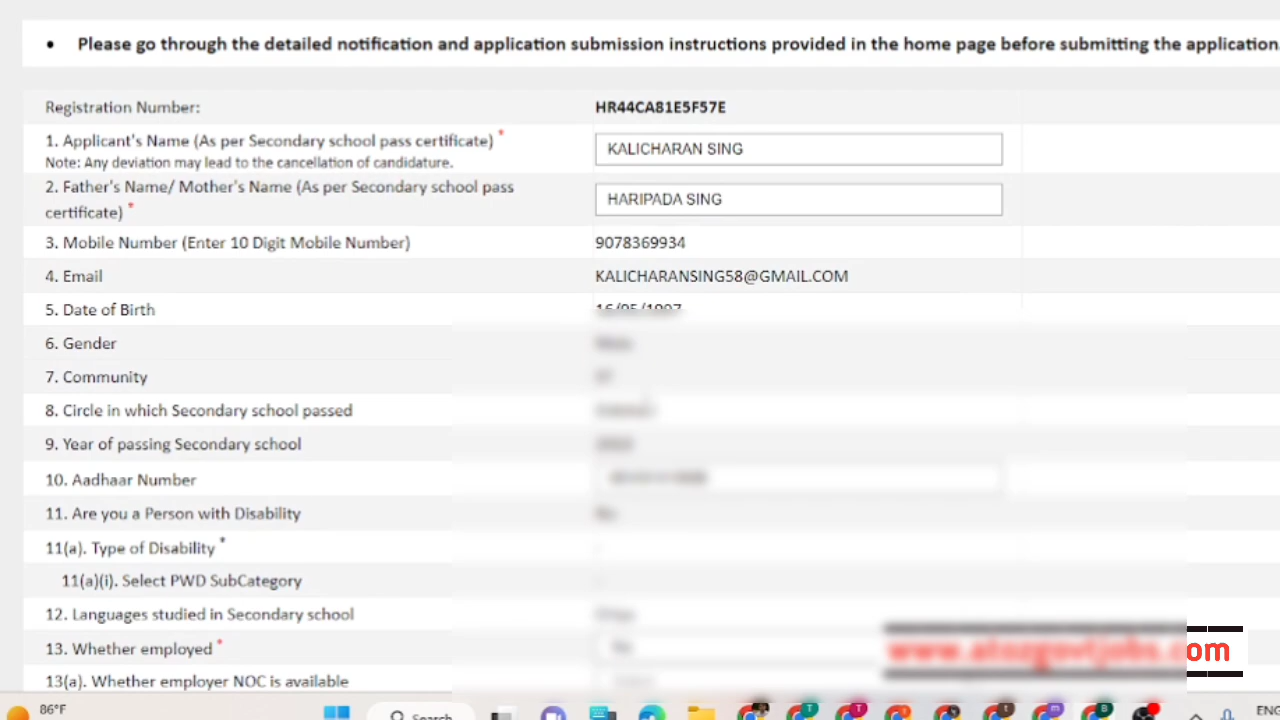 • Please go through the detailed notification and application submission instructions provided in the home page before submitting the application.
Registration Number: HR44CA81E5F57E
1. Applicant's Name (As per Secondary school pass certificate) * KALICHARAN SING
Note: Any deviation may lead to the cancellation of candidature.
2. Father's Name/ Mother's Name (As per Secondary school pass certificate) * HARIPADA SING
3. Mobile Number (Enter 10 Digit Mobile Number) 9078369934
4. Email KALICHARANSING58@GMAIL.COM
5. Date of Birth
6. Gender
7. Community
8. Circle in which Secondary school passed
9. Year of passing Secondary school
10. Aadhaar Number
11. Are you a Person with Disability
11(a). Type of Disability *
11(a)(i). Select PWD SubCategory
12. Languages studied in Secondary school
13. Whether employed *
www.atozgovtjobs.com
13(a). Whether employer NOC is available
86°F
Search
ENG